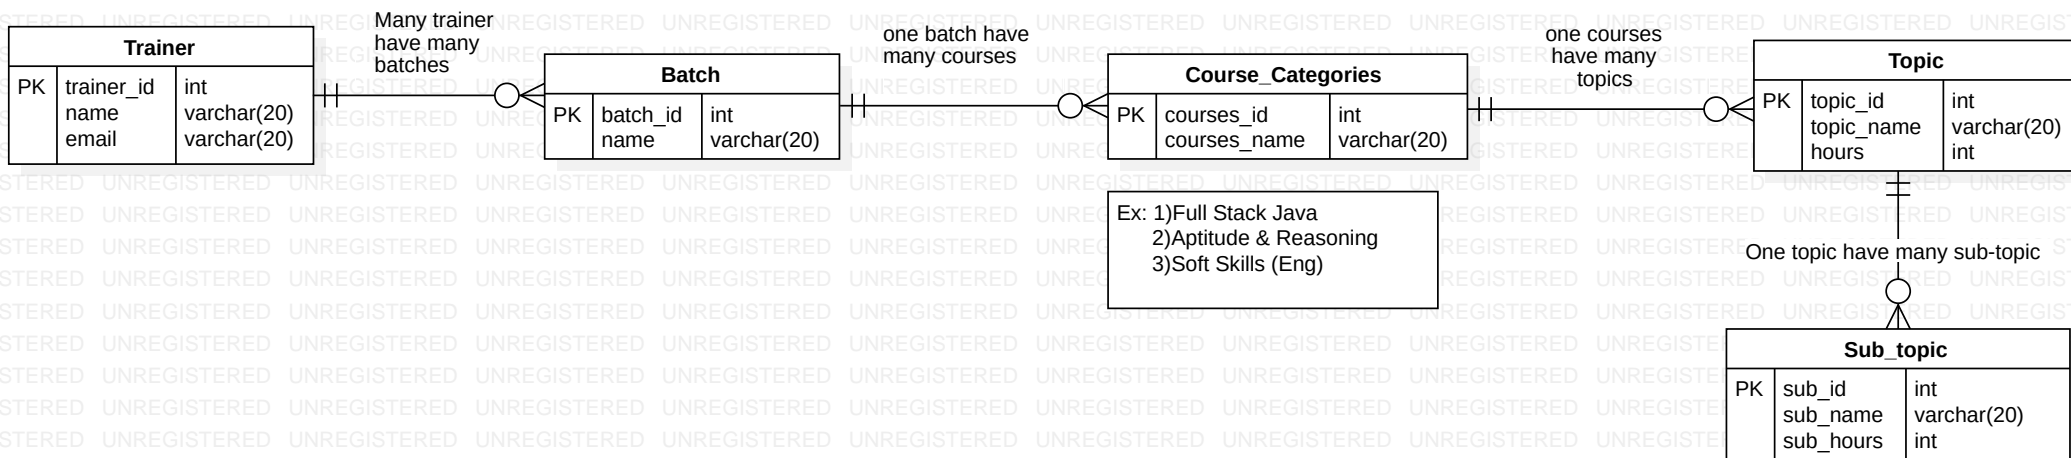 Many trainer
have many
batches
Trainer
PK trainer_id int
name varchar(20)
email varchar(20)
Batch
PK batch_id int
name varchar(20)
one batch have
many courses
Course_Categories
PK courses_id int
courses_name varchar(20)
Ex: 1)Full Stack Java
2)Aptitude & Reasoning
3)Soft Skills (Eng)
one courses
have many
topics
Topic
PK topic_id int
topic_name varchar(20)
hours int
One topic have many sub-topic
Sub_topic
PK sub_id int
sub_name varchar(20)
sub_hours int
UNREGISTERED